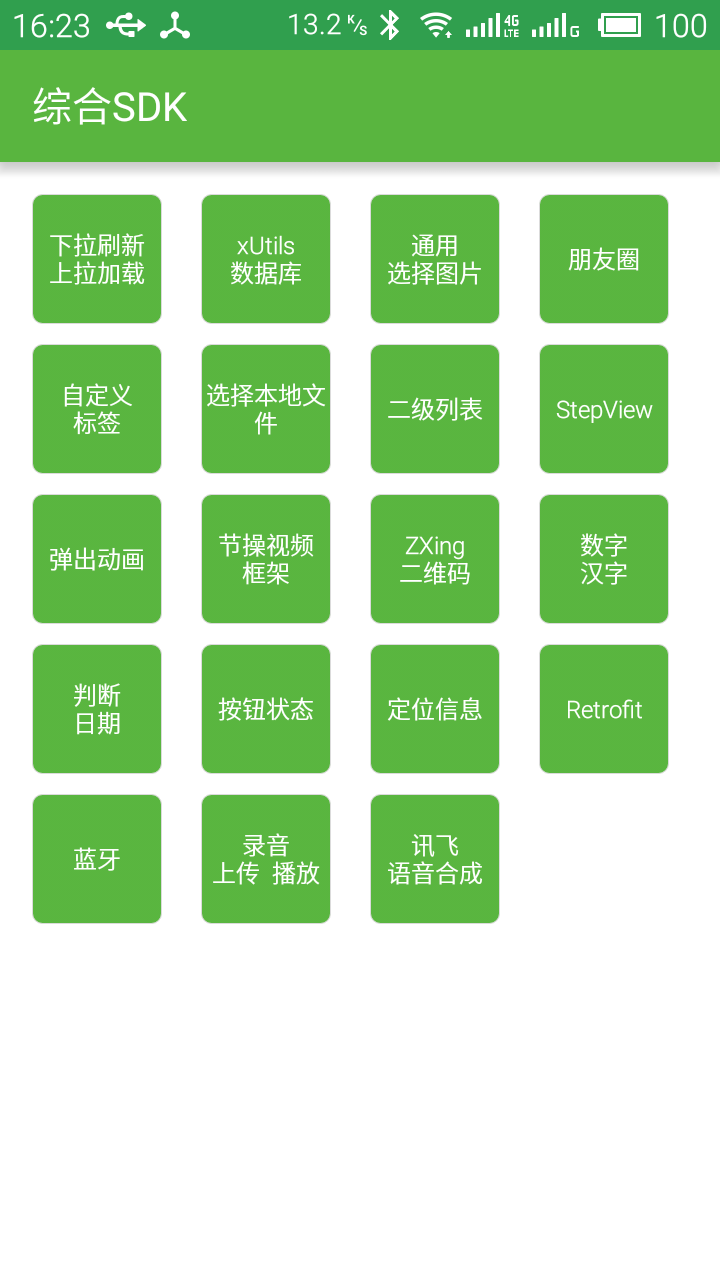 16:23 13.2 K/s 4G LTE G 100
综合SDK
下拉刷新
上拉加载
xUtils
数据库
通用
选择图片
朋友圈
自定义
标签
选择本地文
件
二级列表
StepView
弹出动画
节操视频
框架
ZXing
二维码
数字
汉字
判断
日期
按钮状态
定位信息
Retrofit
蓝牙
录音
上传 播放
讯飞
语音合成